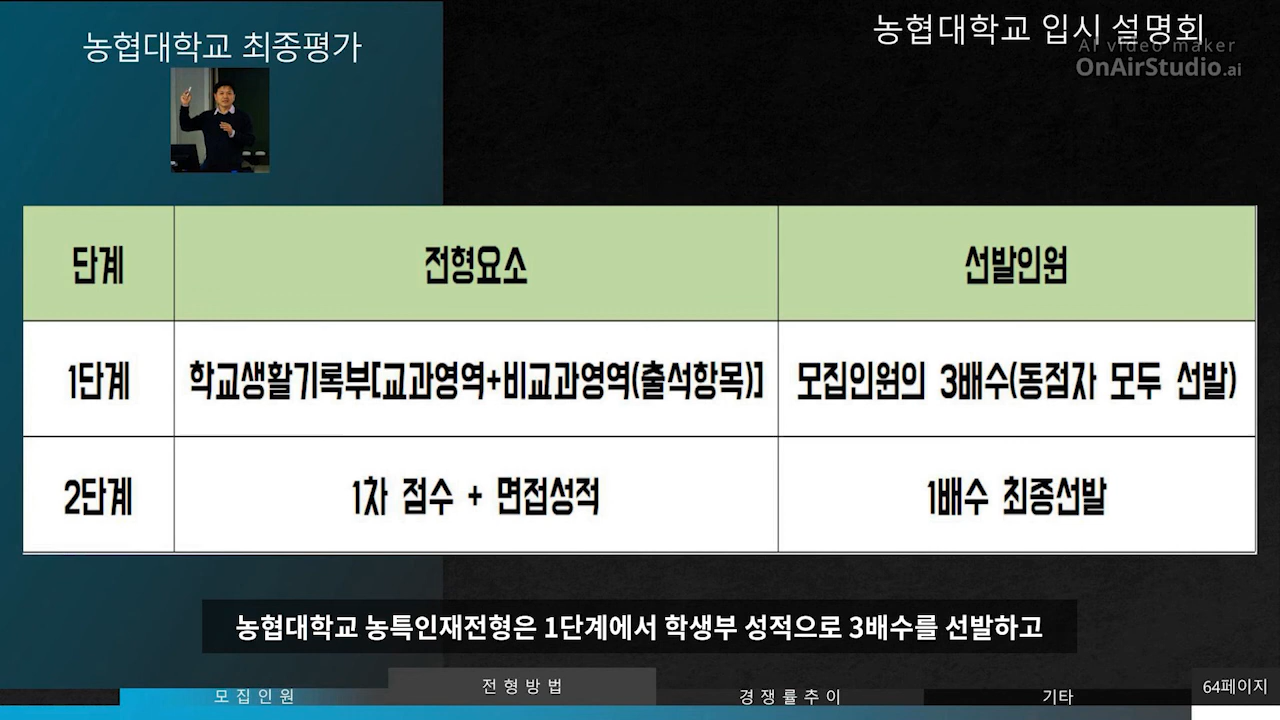 농협대학교 최종평가
농협대학교 입시 설명회
AI video maker
OnAirStudio.ai
단계 전형요소 선발인원
1단계 학교생활기록부[교과영역+비교과영역(출석항목)] 모집인원의 3배수(동점자 모두 선발)
2단계 1차 점수 + 면접성적 1배수 최종선발
농협대학교 농특인재전형은 1단계에서 학생부 성적으로 3배수를 선발하고
모집인원 전형방법 경쟁률추이 기타 64페이지